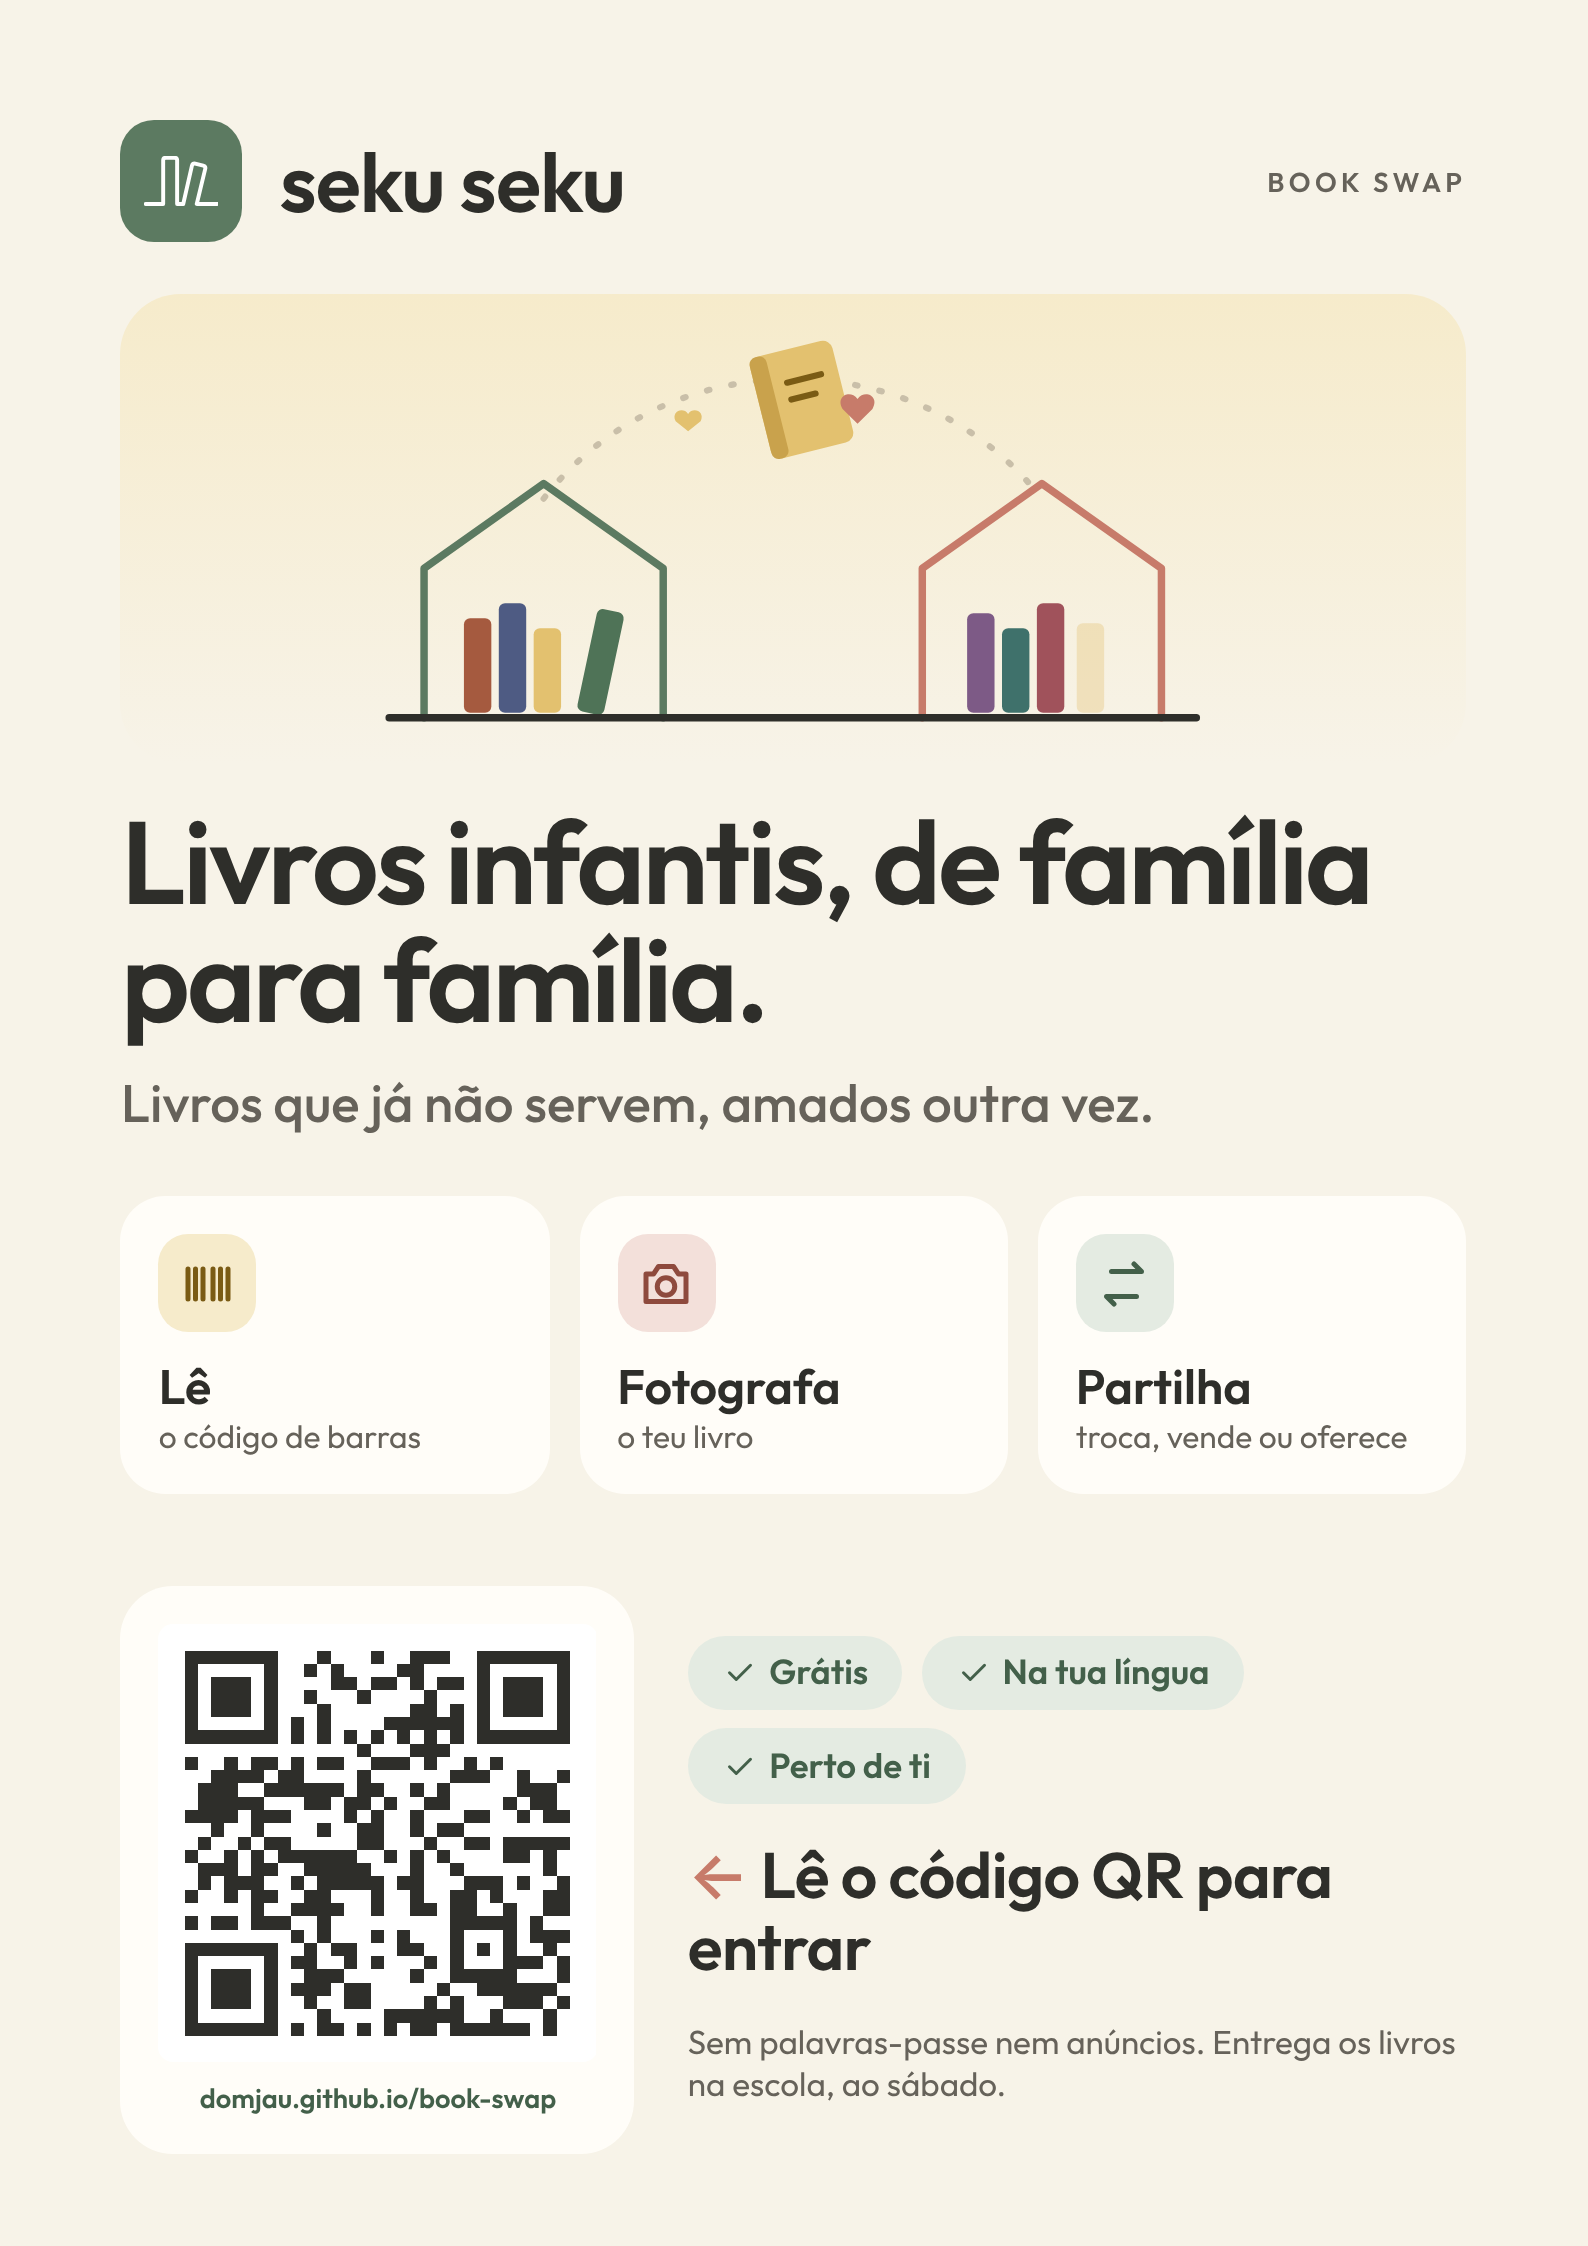 seku seku
BOOK SWAP
Livros infantis, de família
para família.
Livros que já não servem, amados outra vez.
Lê
o código de barras
Fotografa
o teu livro
Partilha
troca, vende ou oferece
Grátis
Na tua língua
Perto de ti
← Lê o código QR para
entrar
Sem palavras-passe nem anúncios. Entrega os livros
na escola, ao sábado.
domjau.github.io/book-swap